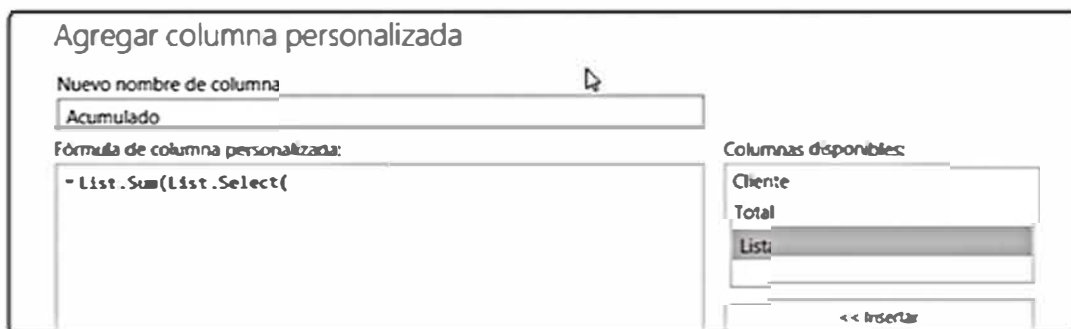 Agregar columna personalizada
Nuevo nombre de columna
Acumulado
Fórmula de columna personalizada:
=List.Sum(List.Select(
Columnas disponibles:
Cliente
Total
Lista
<< Insertar